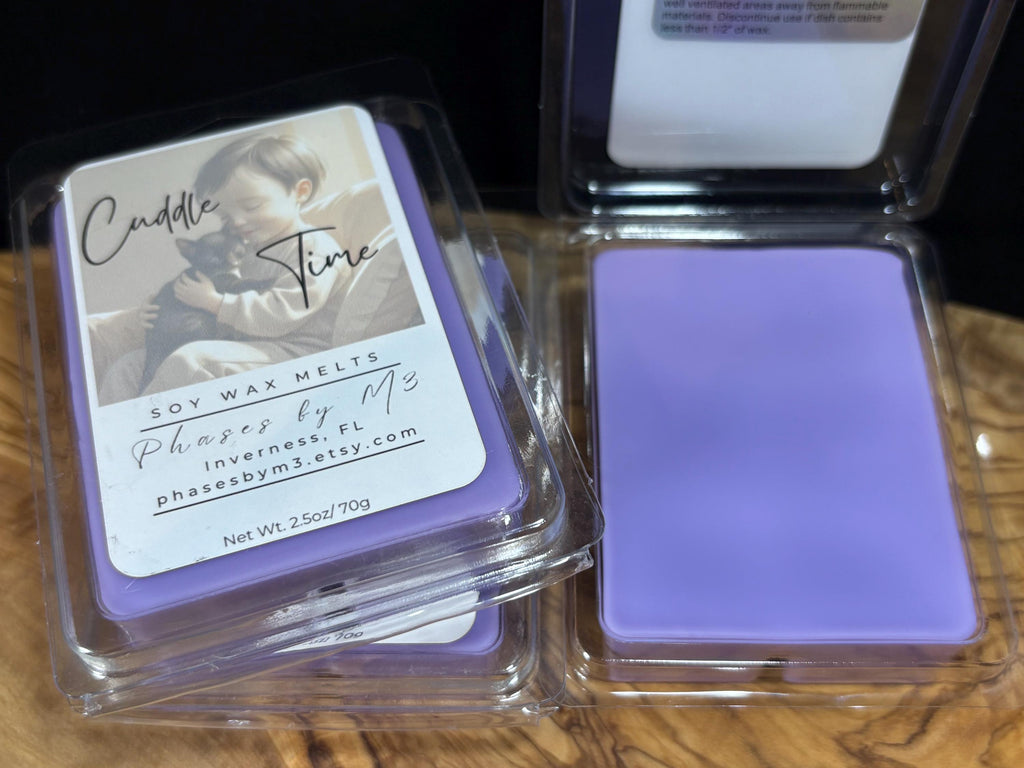 Cuddle
Time
SOY WAX MELTS
Phases by M3
Inverness, FL
phasesbym3.etsy.com
Net Wt. 2.5oz/ 70g
70g
well ventilated areas away from flammable
materials. Discontinue use if dish contains
less than 1/2" of wax.